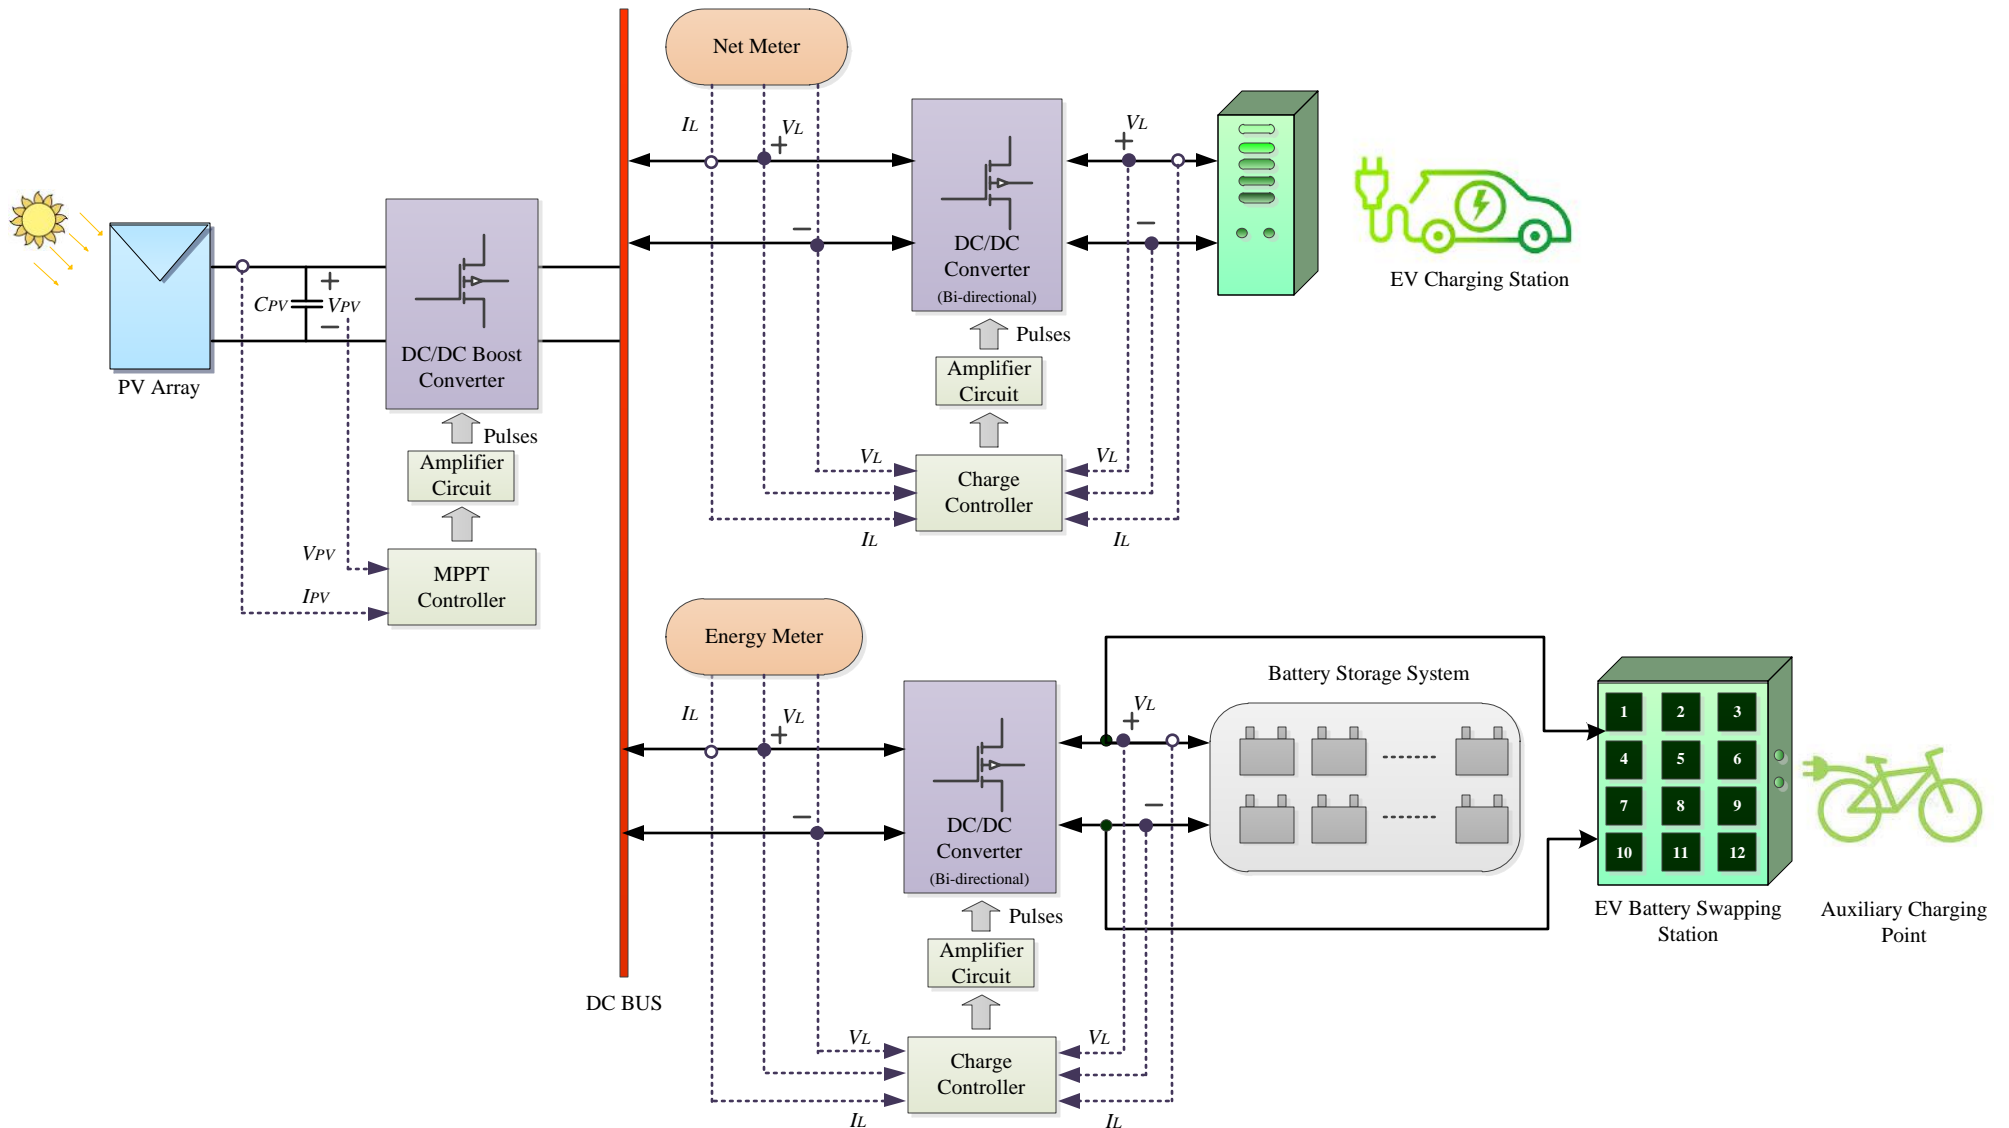 Net Meter
IL
VL
+
−
DC/DC
Converter
(Bi-directional)
VL
+
−
EV Charging Station
Pulses
Amplifier
Circuit
VL
IL
Charge
Controller
VL
IL
PV Array
CPV
+
VPV
−
DC/DC Boost
Converter
Pulses
Amplifier
Circuit
VPV
IPV
MPPT
Controller
DC BUS
Energy Meter
IL
VL
+
−
DC/DC
Converter
(Bi-directional)
VL
+
−
Battery Storage System
1 2 3
4 5 6
7 8 9
10 11 12
EV Battery Swapping
Station
Auxiliary Charging
Point
Pulses
Amplifier
Circuit
VL
IL
Charge
Controller
VL
IL